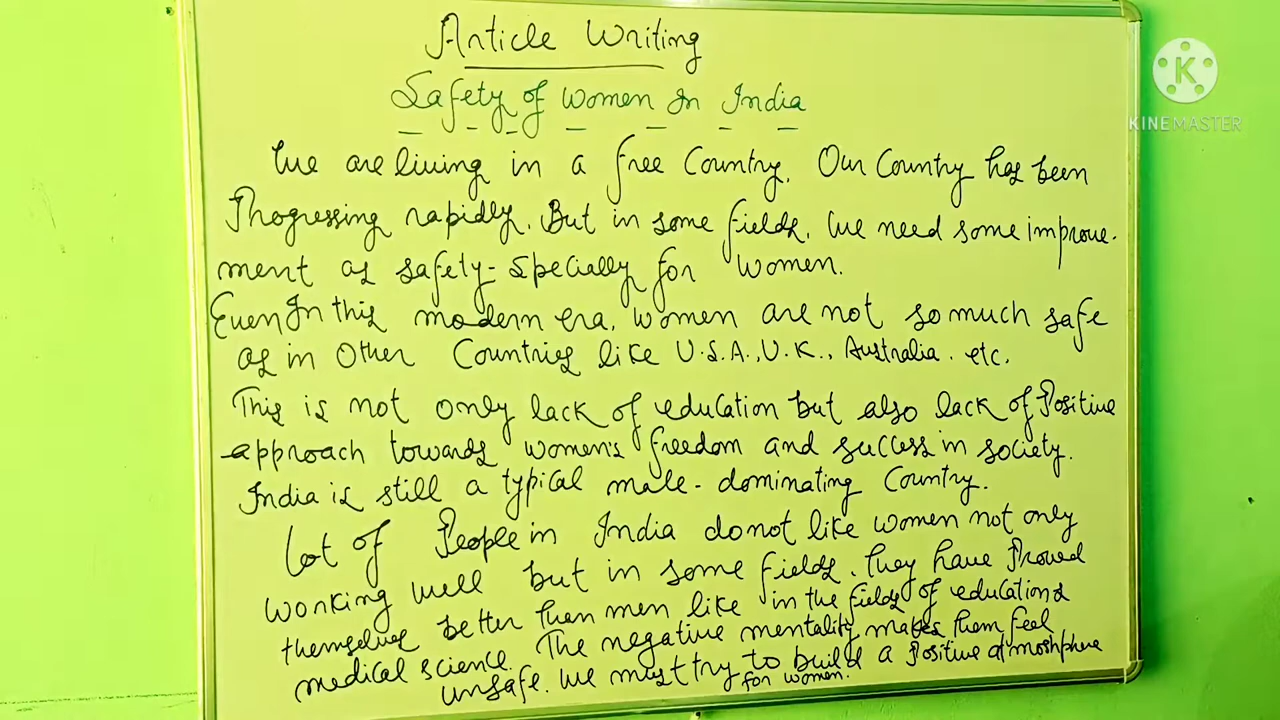 Article Writing
Safety of Women In India
We are living in a free Country. Our Country has been
Progressing rapidly. But in some fields. We need some improve-
ment as safety- Specially for women.
Even In this modern era, women are not so much safe
as in Other Countries like U.S.A., U.K., Australia. etc.
This is not only lack of education but also lack of Positive
approach towards women's freedom and success in society.
India is still a typical male-dominating Country.
Lot of People in India do not like women not only
working well but in some fields. They have Proved
themselves better then men like in the fields of education &
medical science. The negative mentality makes them feel
unsafe. We must try to build a Positive atmoshphere
for women.
KINEMASTER